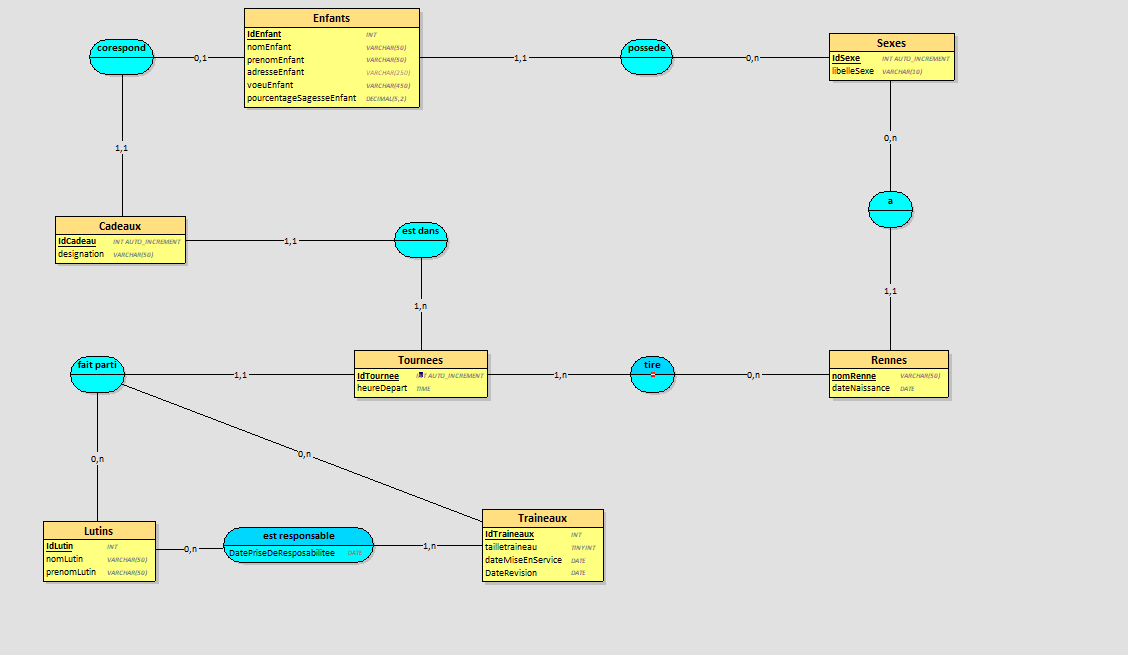 Enfants
IdEnfant INT
nomEnfant VARCHAR(50)
prenomEnfant VARCHAR(50)
adresseEnfant VARCHAR(250)
voeuEnfant VARCHAR(450)
pourcentageSagesseEnfant DECIMAL(5,2)
corespond
0,1
1,1
possede
0,n
Sexes
IdSexe INT AUTO_INCREMENT
libelleSexe VARCHAR(10)
1,1
0,n
a
1,1
Cadeaux
IdCadeau INT AUTO_INCREMENT
designation VARCHAR(50)
1,1
est dans
1,n
fait parti
1,1
Tournees
IdTournee INT AUTO_INCREMENT
heureDepart TIME
1,n
tire
0,n
Rennes
nomRenne VARCHAR(50)
dateNaissance DATE
0,n
0,n
Lutins
IdLutin INT
nomLutin VARCHAR(50)
prenomLutin VARCHAR(50)
0,n
est responsable
DatePriseDeResposabilitee DATE
1,n
Traineaux
IdTraineaux INT
tailletraineau TINYINT
dateMiseEnService DATE
DateRevision DATE